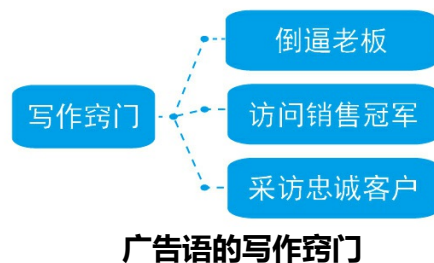 倒逼老板
写作窍门
访问销售冠军
采访忠诚客户
广告语的写作窍门